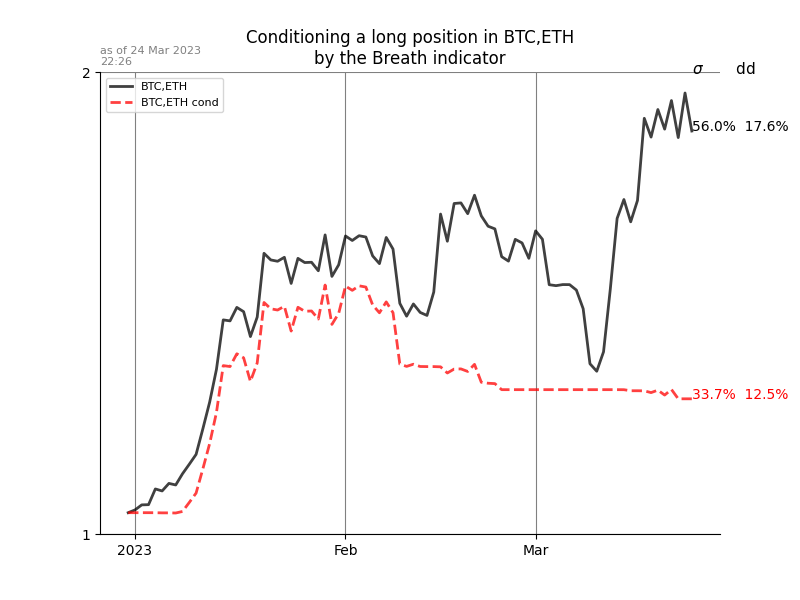 Conditioning a long position in BTC,ETH
by the Breath indicator
as of 24 Mar 2023
22:26
σ dd
2
BTC,ETH
BTC,ETH cond
56.0% 17.6%
33.7% 12.5%
1
2023 Feb Mar